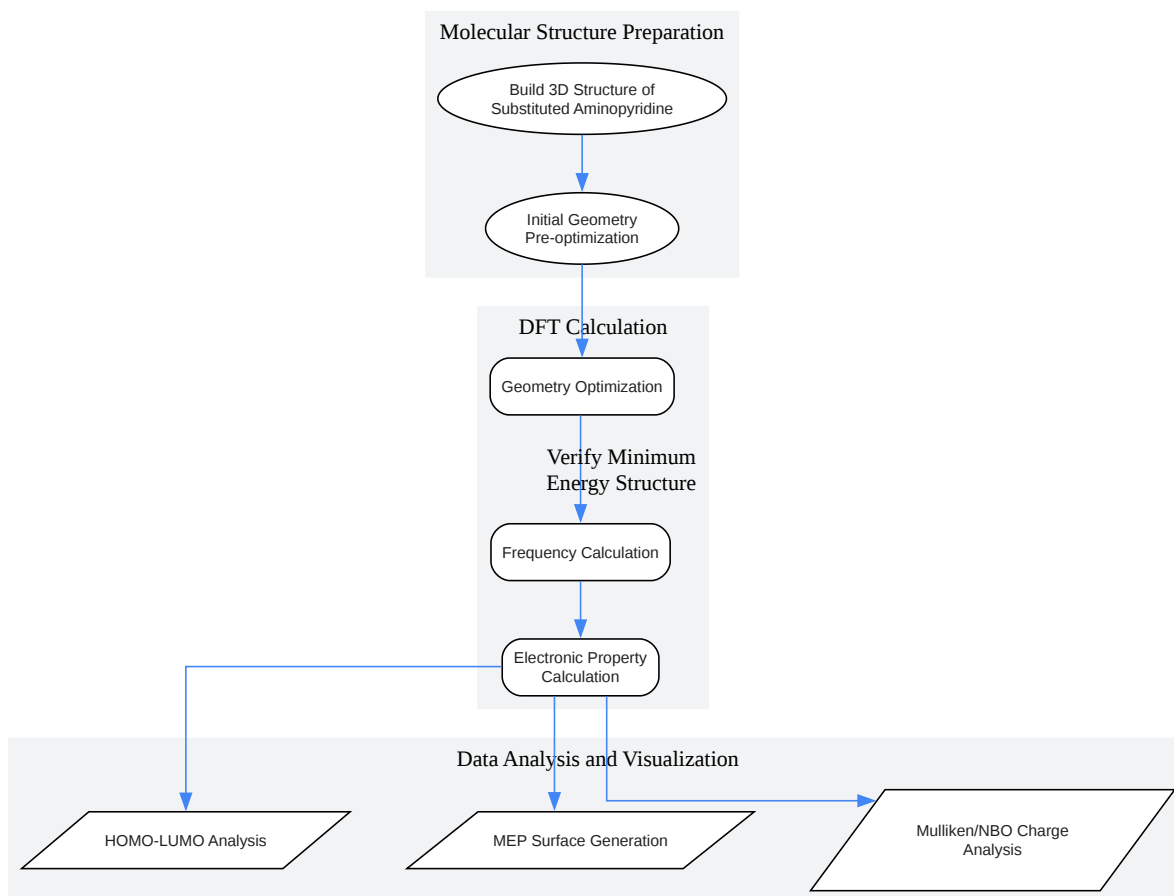 Molecular Structure Preparation
Build 3D Structure of
Substituted Aminopyridine
Initial Geometry
Pre-optimization
DFT Calculation
Geometry Optimization
Verify Minimum
Energy Structure
Frequency Calculation
Electronic Property
Calculation
Data Analysis and Visualization
HOMO-LUMO Analysis
MEP Surface Generation
Mulliken/NBO Charge
Analysis